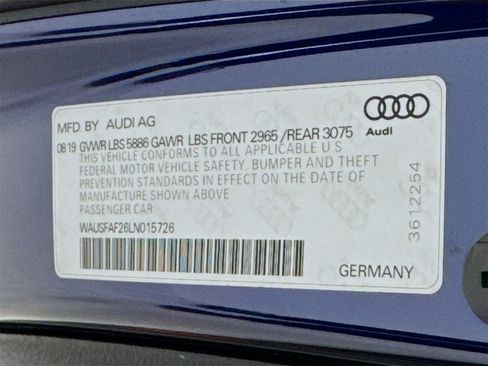 MFD. BY AUDI AG
08 19 GVWR LBS 5886 GAWR LBS FRONT 2965 /REAR 3075
THIS VEHICLE CONFORMS TO ALL APPLICABLE U S
FEDERAL MOTOR VEHICLE SAFETY, BUMPER AND THEFT
PREVENTION STANDARDS IN EFFECT ON THE DATE OF
MANUFACTURE SHOWN ABOVE
PASSENGER CAR
WAUSFAF26LN015726
Audi
3612254
GERMANY